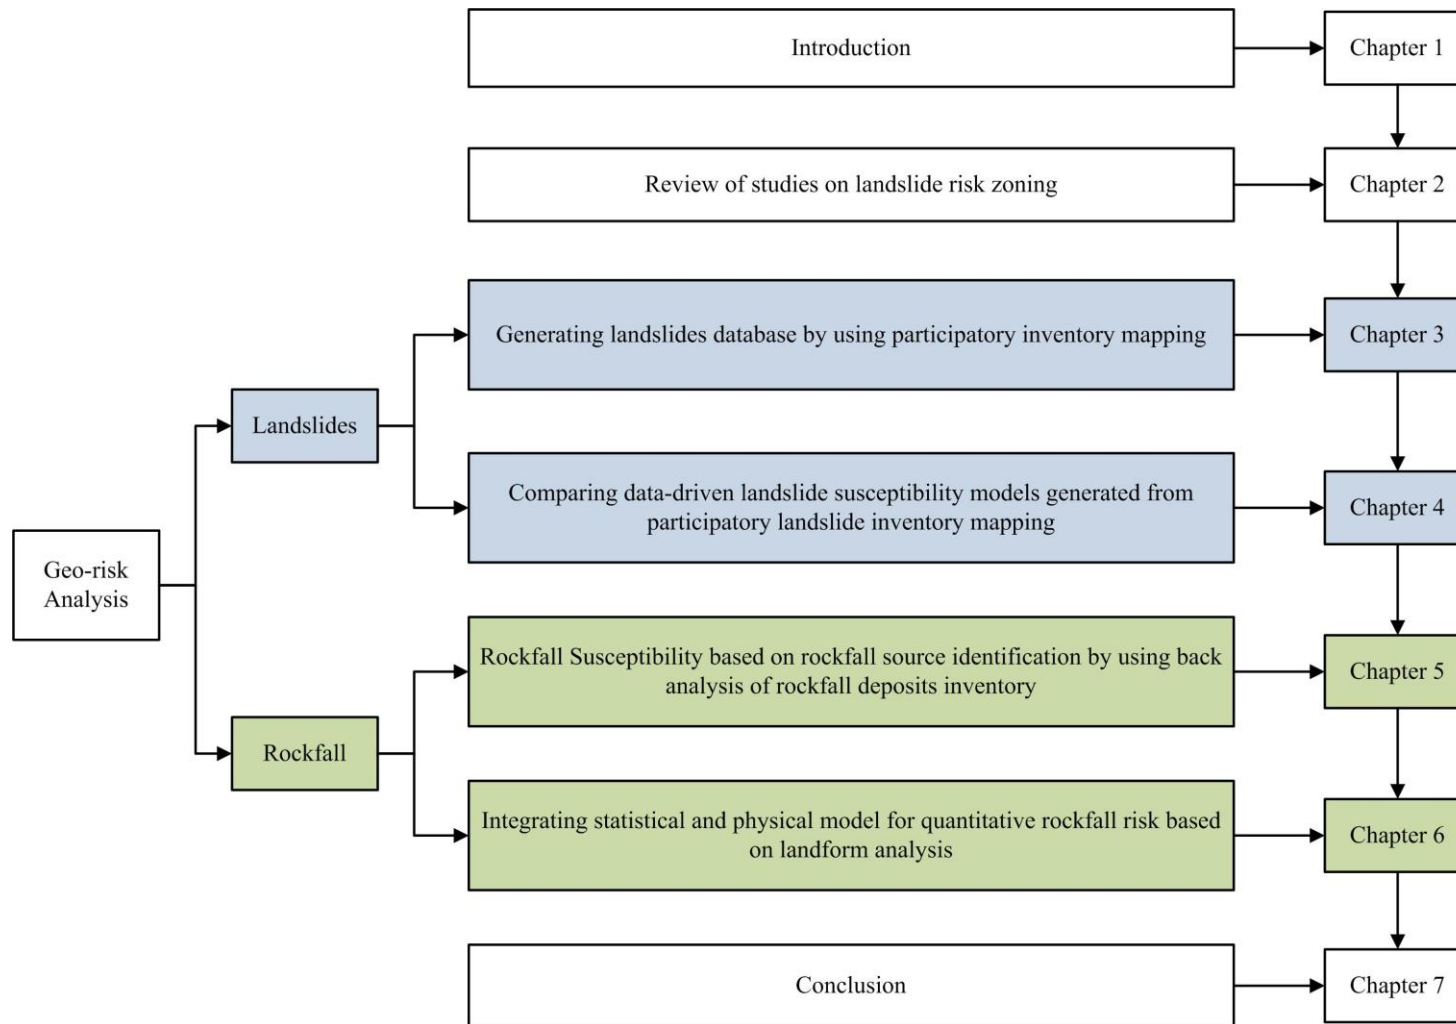 Introduction
Chapter 1
Review of studies on landslide risk zoning
Chapter 2
Generating landslides database by using participatory inventory mapping
Chapter 3
Landslides
Comparing data-driven landslide susceptibility models generated from
participatory landslide inventory mapping
Chapter 4
Geo-risk
Analysis
Rockfall Susceptibility based on rockfall source identification by using back
analysis of rockfall deposits inventory
Chapter 5
Rockfall
Integrating statistical and physical model for quantitative rockfall risk based
on landform analysis
Chapter 6
Conclusion
Chapter 7